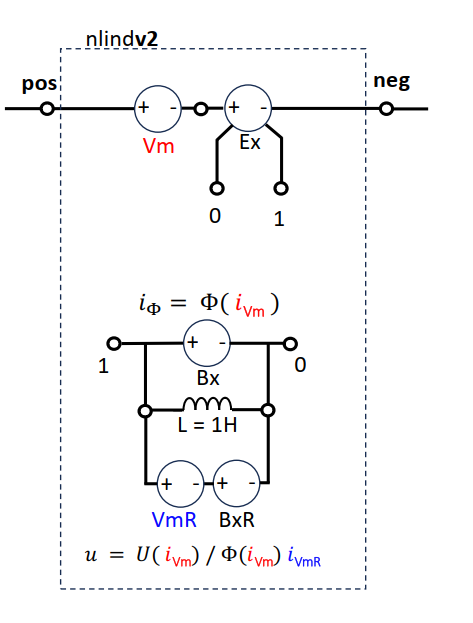 nlindv2
pos
neg
+ - + -
Vm
Ex
0 1
iΦ = Φ( iVm )
+ -
1
0
Bx
L = 1H
+ - + -
VmR BxR
u = U( iVm) / Φ(iVm) iVmR